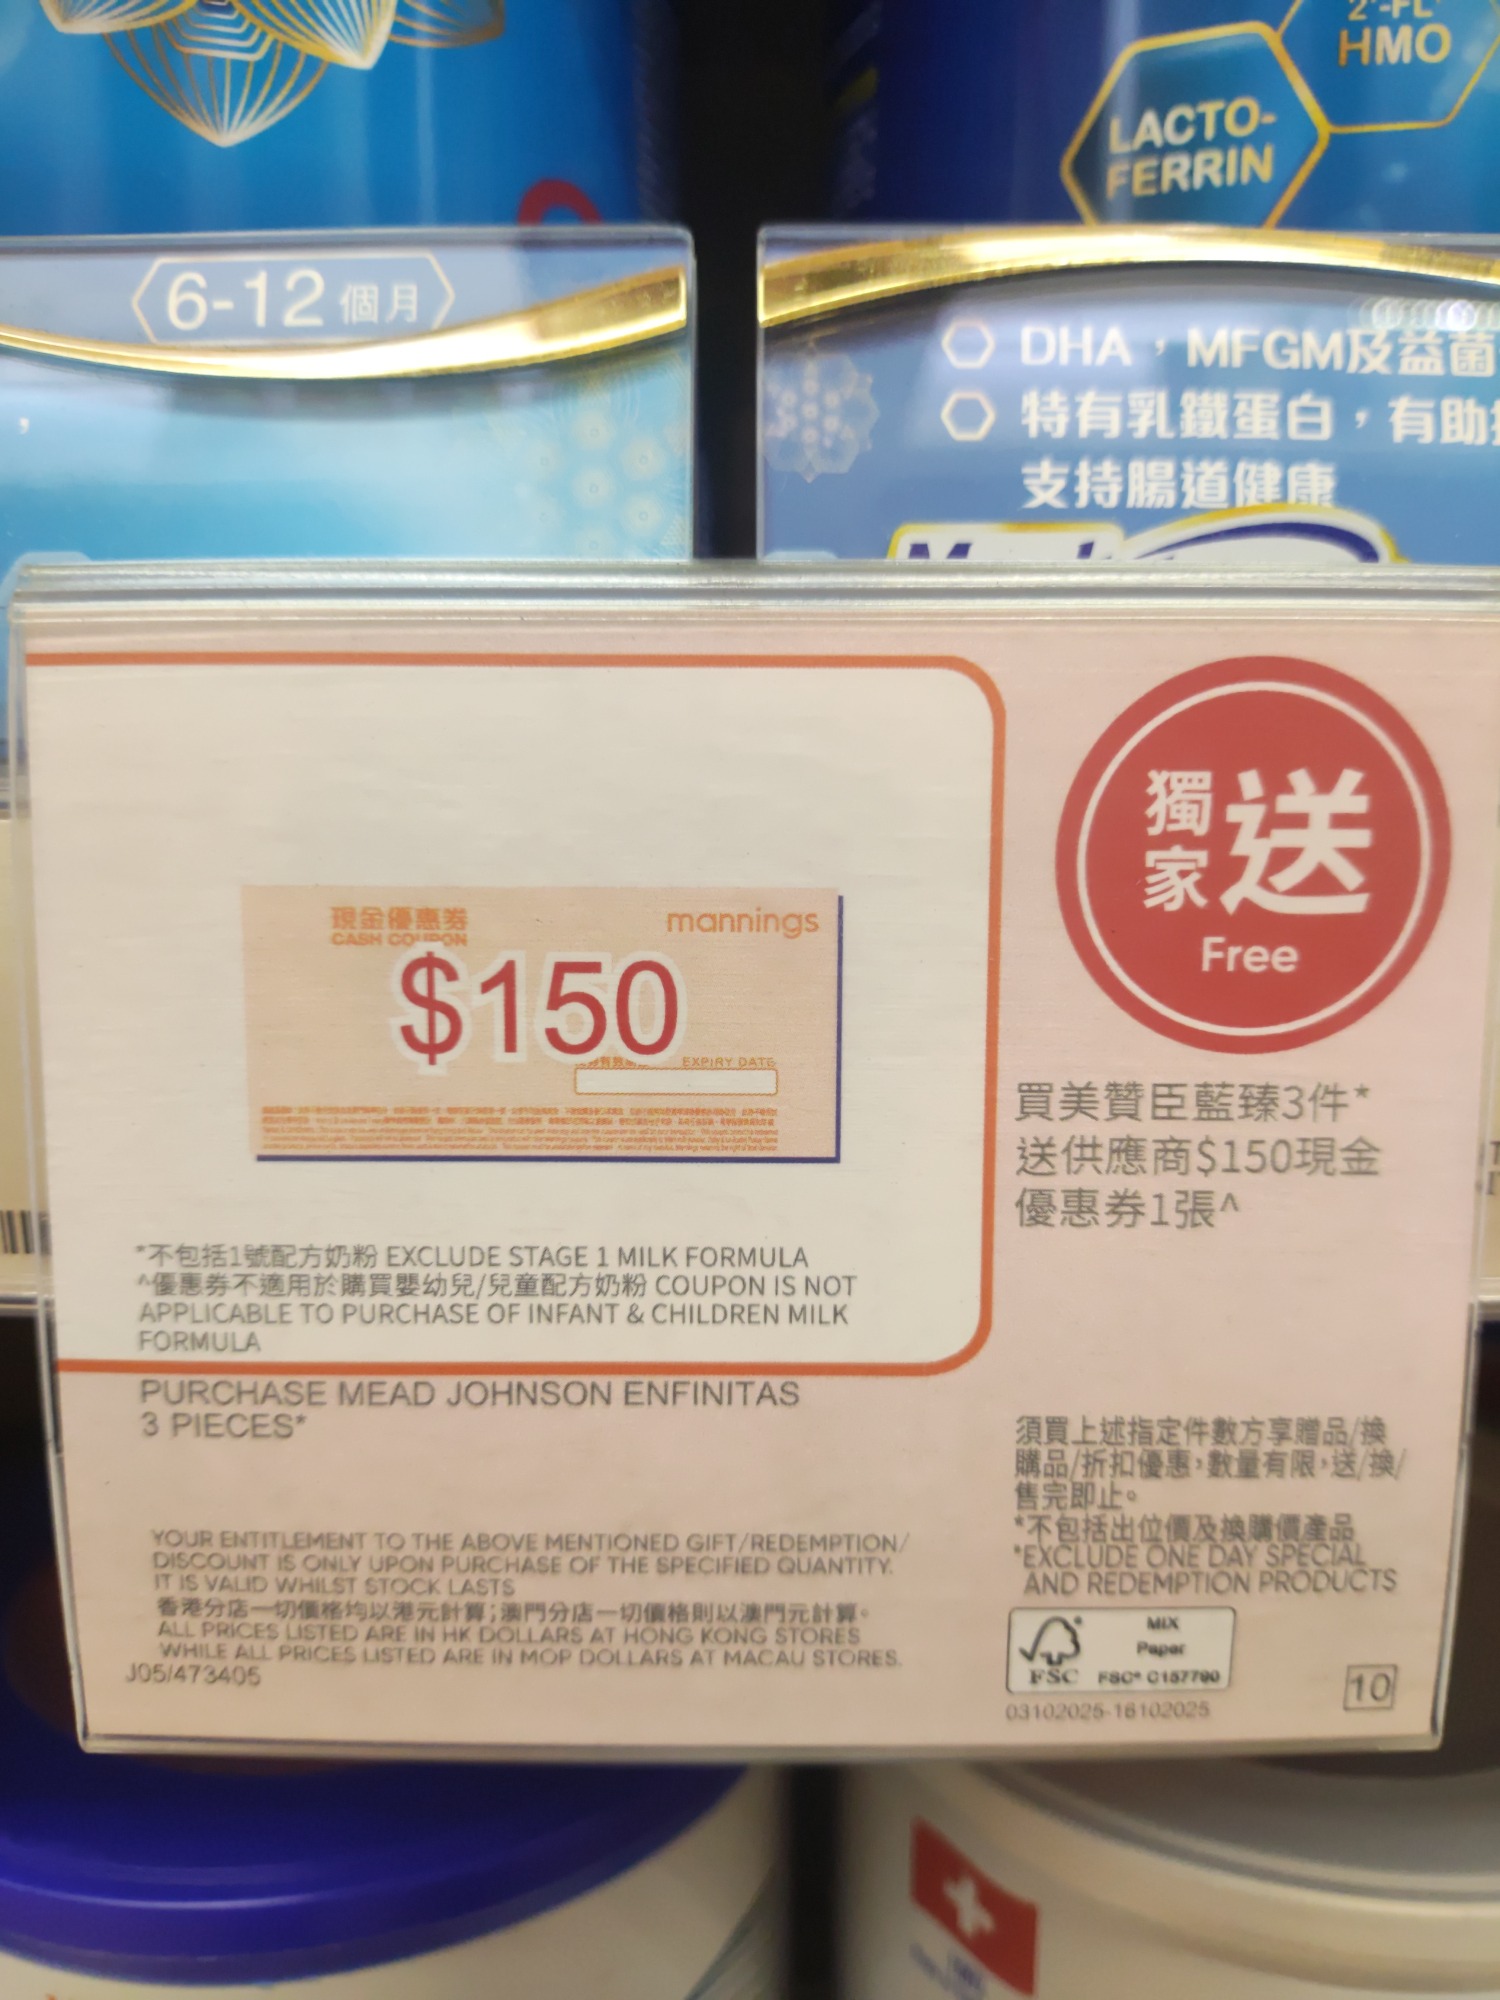 2'-FL
HMO
LACTO-
FERRIN
6-12個月
DHA，MFGM及益菌
特有乳鐵蛋白，有助
支持腸道健康
獨家送
Free
現金優惠券
CASH COUPON
mannings
$150
EXPIRY DATE
買美贊臣藍臻3件*
送供應商$150現金
優惠券1張^
*不包括1號配方奶粉 EXCLUDE STAGE 1 MILK FORMULA
^優惠券不適用於購買嬰幼兒/兒童配方奶粉 COUPON IS NOT
APPLICABLE TO PURCHASE OF INFANT & CHILDREN MILK
FORMULA
PURCHASE MEAD JOHNSON ENFINITAS
3 PIECES*
須買上述指定件數方享贈品/換
購品/折扣優惠，數量有限，送/換/
售完即止。
*不包括出位價及換購價產品
*EXCLUDE ONE DAY SPECIAL
AND REDEMPTION PRODUCTS
YOUR ENTITLEMENT TO THE ABOVE MENTIONED GIFT/REDEMPTION/
DISCOUNT IS ONLY UPON PURCHASE OF THE SPECIFIED QUANTITY.
IT IS VALID WHILST STOCK LASTS
香港分店一切價格均以港元計算；澳門分店一切價格則以澳門元計算。
ALL PRICES LISTED ARE IN HK DOLLARS AT HONG KONG STORES
WHILE ALL PRICES LISTED ARE IN MOP DOLLARS AT MACAU STORES.
J05/473405
MIX
Paper
FSC
FSC® C157790
03102025-16102025
10